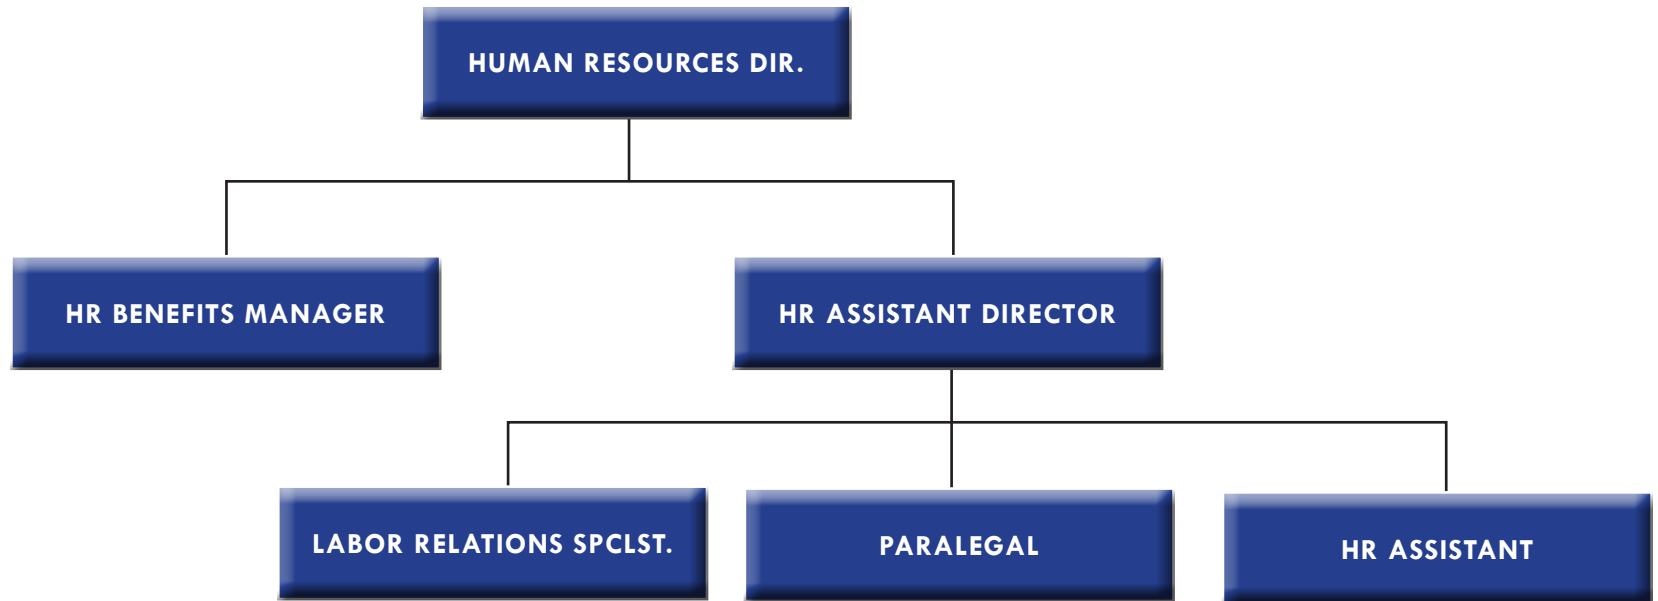 HUMAN RESOURCES DIR.
HR BENEFITS MANAGER
HR ASSISTANT DIRECTOR
LABOR RELATIONS SPCLST.
PARALEGAL
HR ASSISTANT